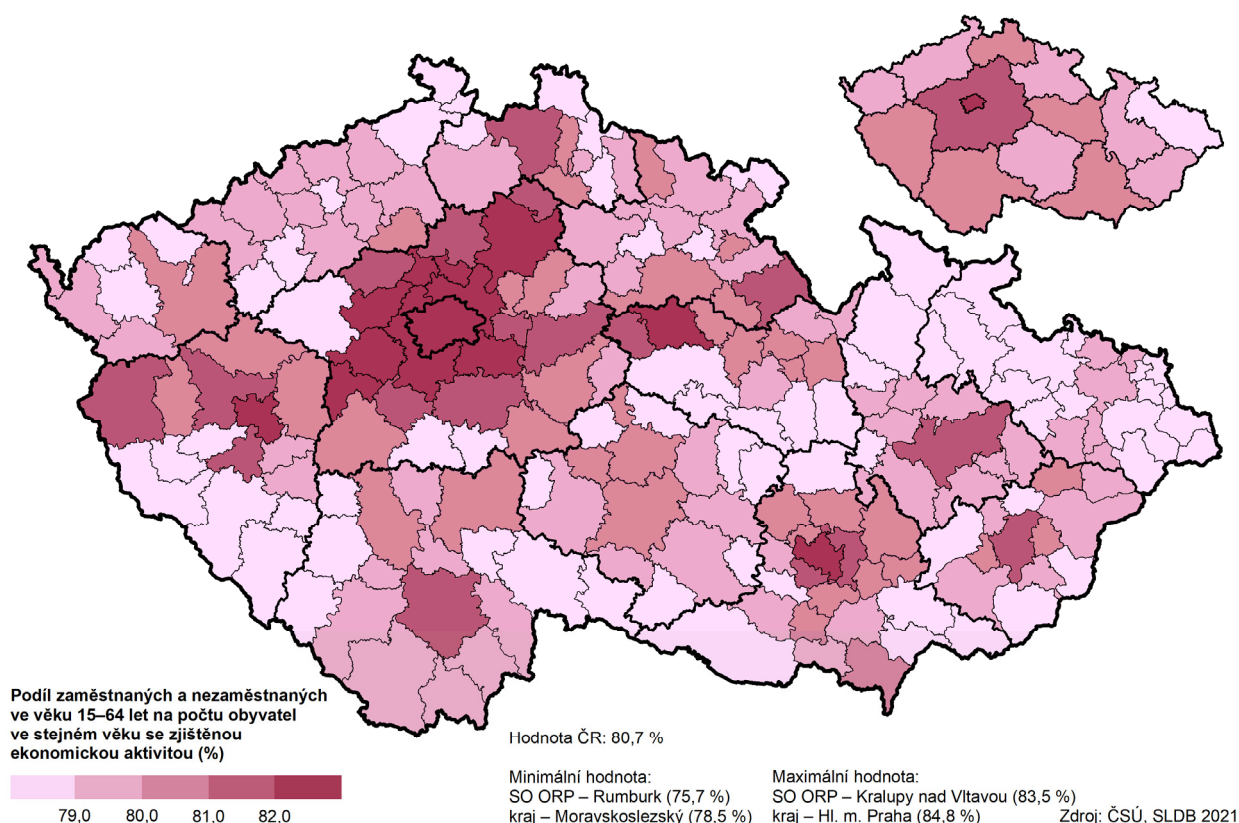 Podíl zaměstnaných a nezaměstnaných
ve věku 15–64 let na počtu obyvatel
ve stejném věku se zjištěnou
ekonomickou aktivitou (%)
79,0 80,0 81,0 82,0
Hodnota ČR: 80,7 %
Minimální hodnota:
SO ORP – Rumburk (75,7 %)
kraj – Moravskoslezský (78,5 %)
Maximální hodnota:
SO ORP – Kralupy nad Vltavou (83,5 %)
kraj – Hl. m. Praha (84,8 %)
Zdroj: ČSÚ, SLDB 2021